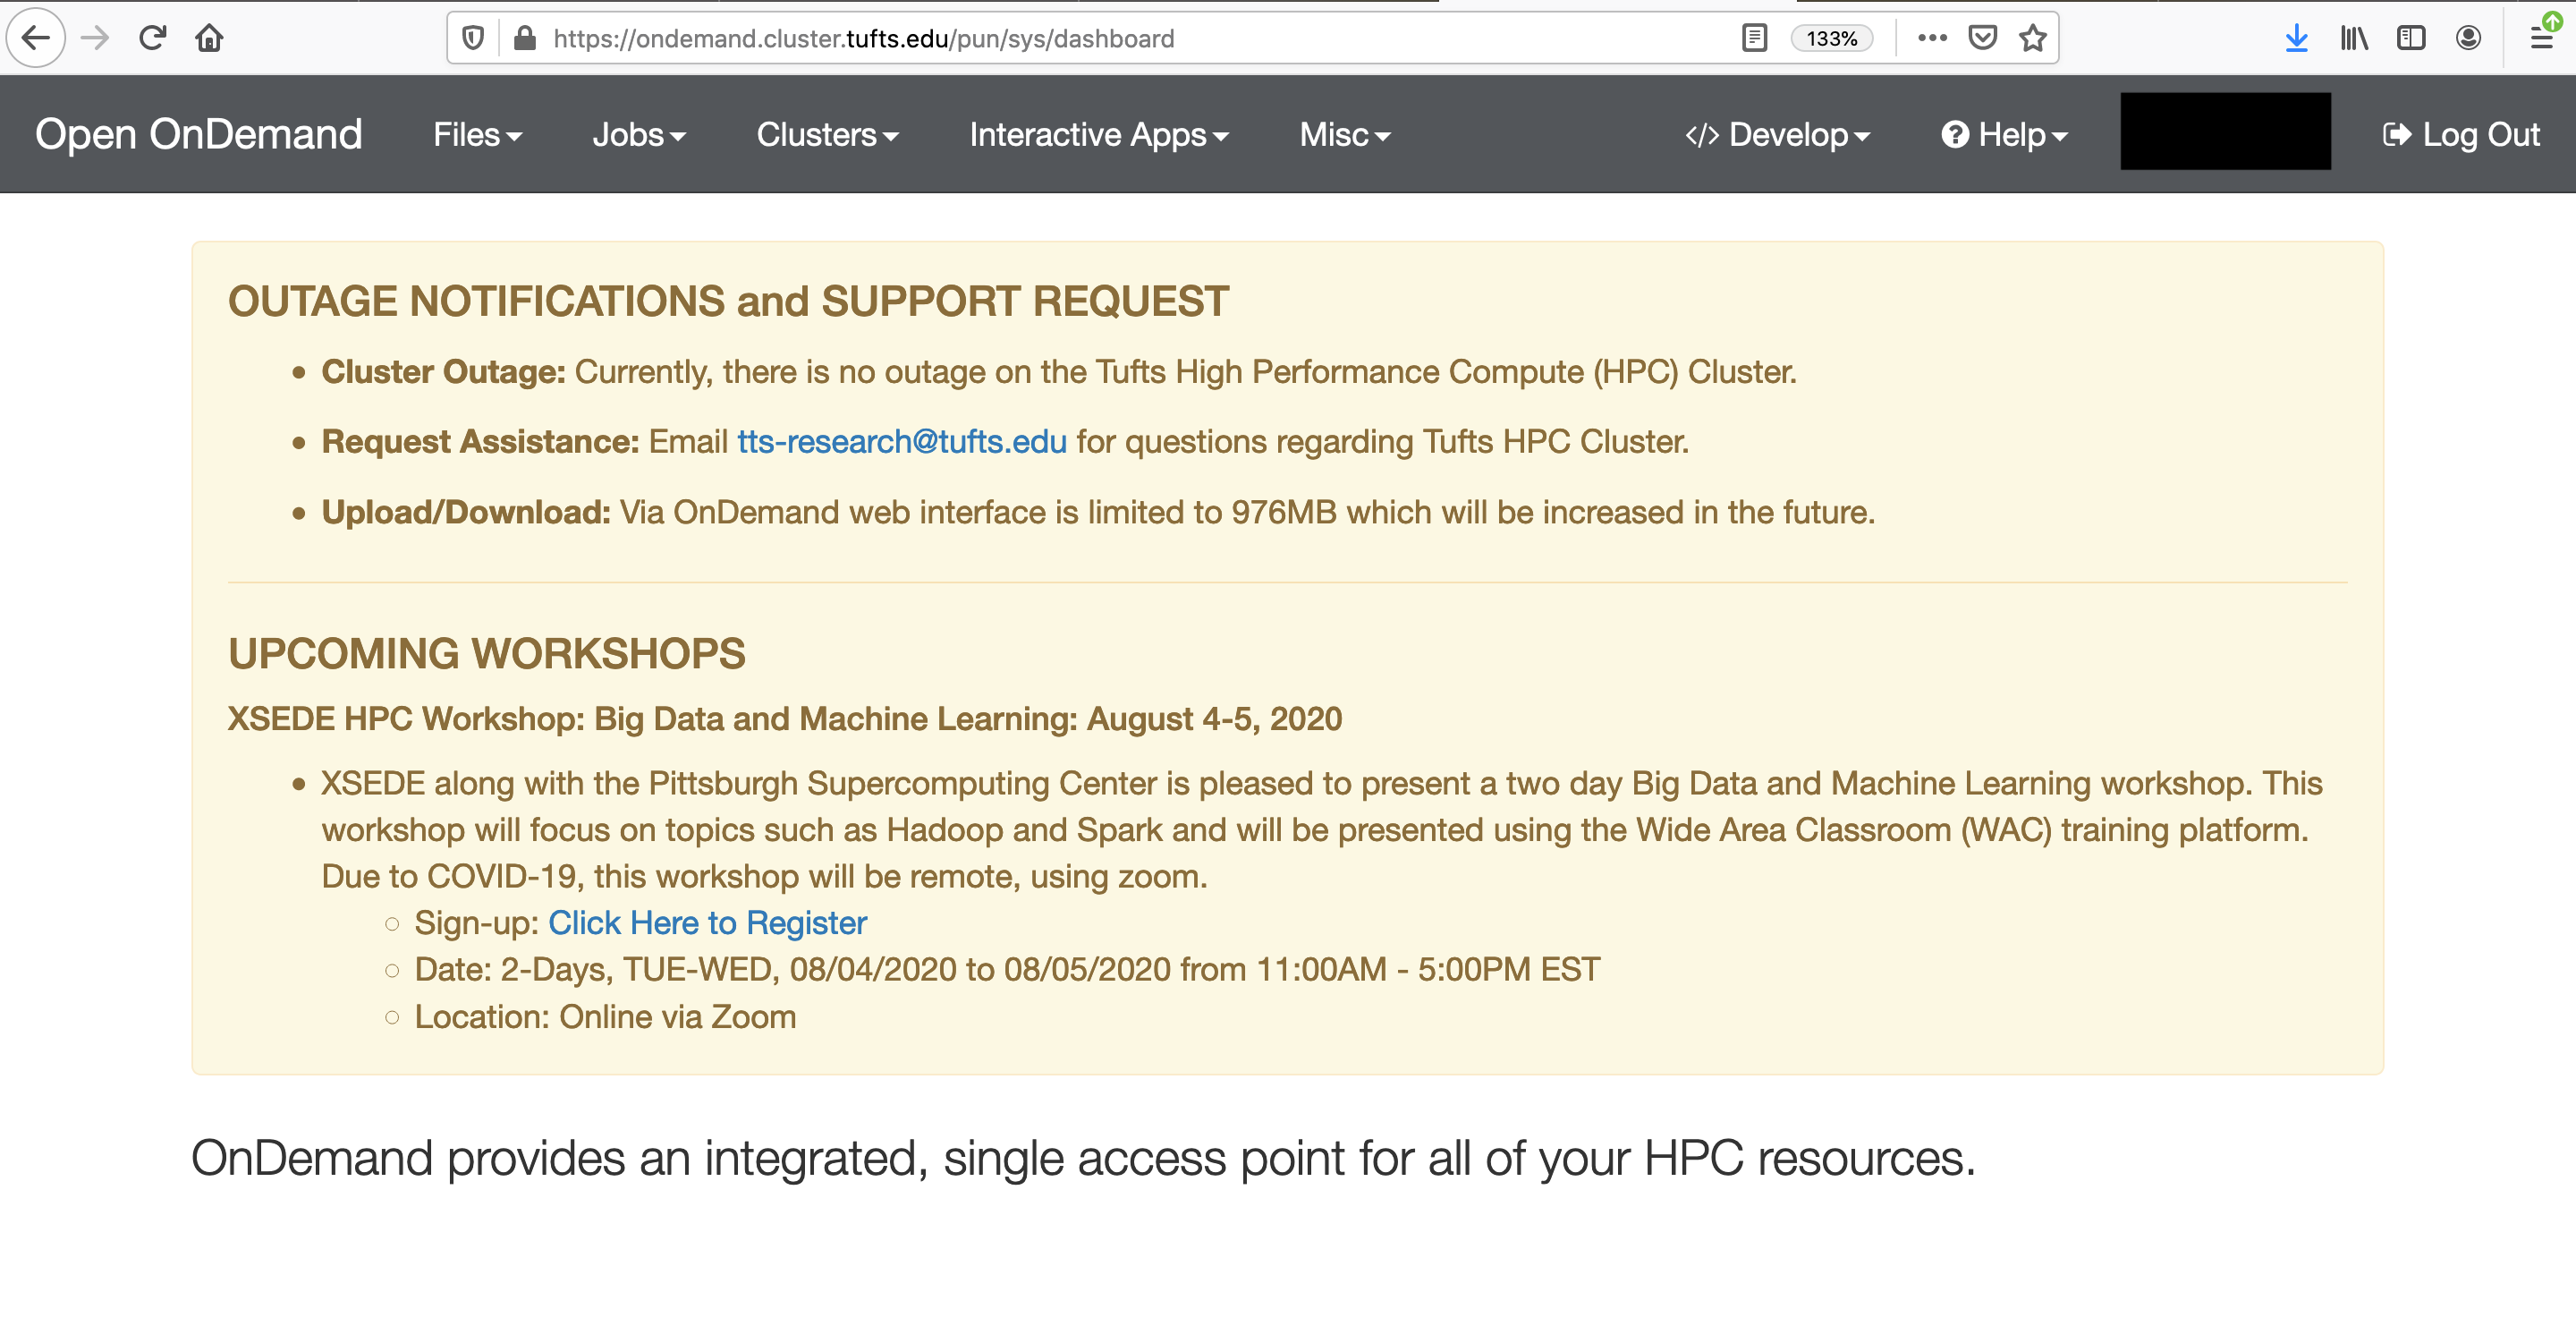 https://ondemand.cluster.tufts.edu/pun/sys/dashboard
133%
Open OnDemand
Files
Jobs
Clusters
Interactive Apps
Misc
</> Develop
Help
Log Out
OUTAGE NOTIFICATIONS and SUPPORT REQUEST
• Cluster Outage: Currently, there is no outage on the Tufts High Performance Compute (HPC) Cluster.
• Request Assistance: Email tts-research@tufts.edu for questions regarding Tufts HPC Cluster.
• Upload/Download: Via OnDemand web interface is limited to 976MB which will be increased in the future.
UPCOMING WORKSHOPS
XSEDE HPC Workshop: Big Data and Machine Learning: August 4-5, 2020
• XSEDE along with the Pittsburgh Supercomputing Center is pleased to present a two day Big Data and Machine Learning workshop. This
workshop will focus on topics such as Hadoop and Spark and will be presented using the Wide Area Classroom (WAC) training platform.
Due to COVID-19, this workshop will be remote, using zoom.
○ Sign-up: Click Here to Register
○ Date: 2-Days, TUE-WED, 08/04/2020 to 08/05/2020 from 11:00AM - 5:00PM EST
○ Location: Online via Zoom
OnDemand provides an integrated, single access point for all of your HPC resources.